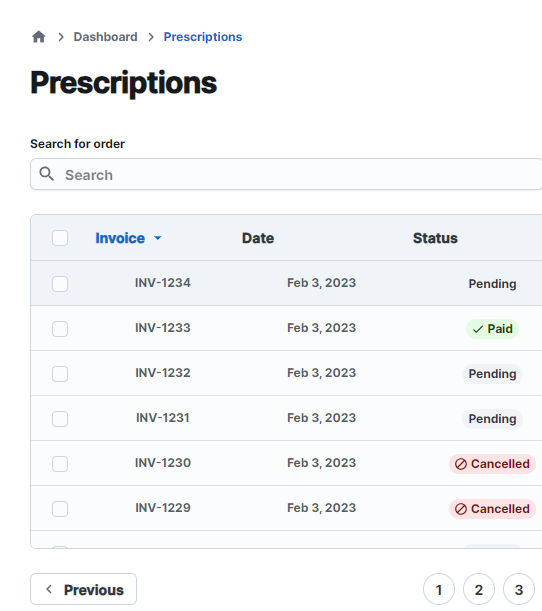 Dashboard Prescriptions
Prescriptions
Search for order
Search
Invoice Date Status
INV-1234 Feb 3, 2023 Pending
INV-1233 Feb 3, 2023 Paid
INV-1232 Feb 3, 2023 Pending
INV-1231 Feb 3, 2023 Pending
INV-1230 Feb 3, 2023 Cancelled
INV-1229 Feb 3, 2023 Cancelled
Previous 1 2 3